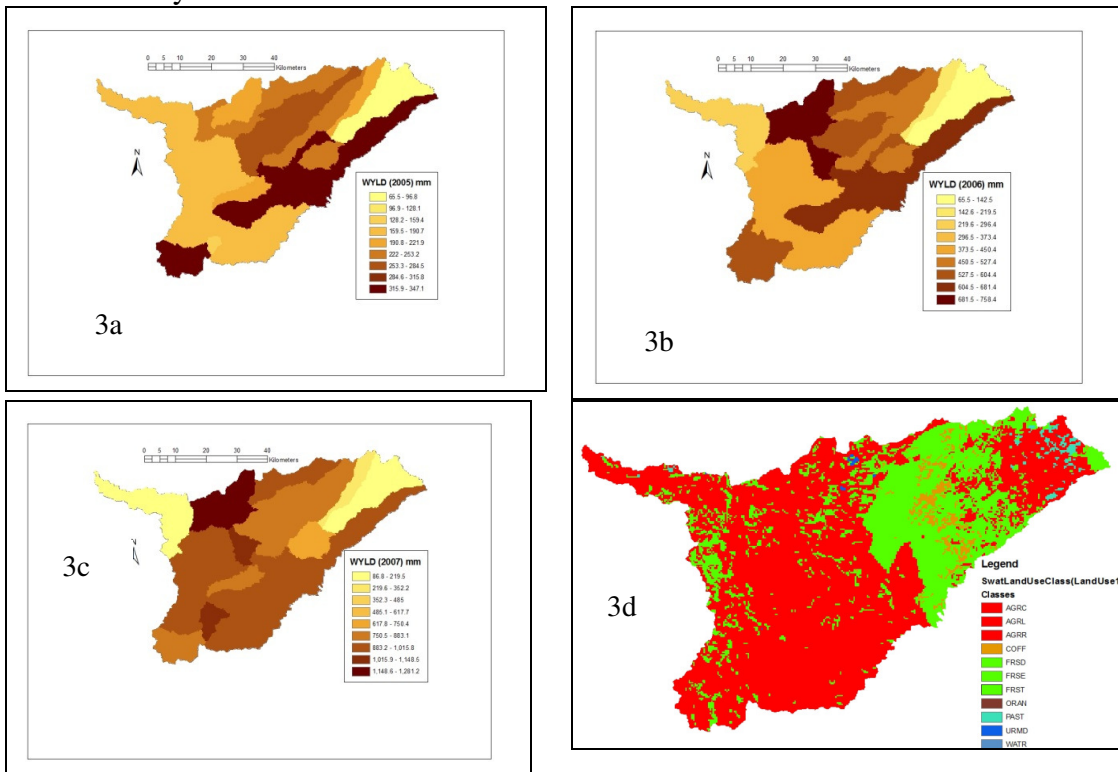 0 5 10 20 30 40
Kilometers
N
WYLD (2005) mm
65.5 - 96.8
96.9 - 128.1
128.2 - 159.4
159.5 - 190.7
190.8 - 221.9
222 - 253.2
253.3 - 284.5
284.6 - 315.8
315.9 - 347.1
3a
0 5 10 20 30 40
Kilometers
N
WYLD (2006) mm
65.5 - 142.5
142.6 - 219.5
219.6 - 296.4
296.5 - 373.4
373.5 - 450.4
450.5 - 527.4
527.5 - 604.4
604.5 - 681.4
681.5 - 758.4
3b
0 5 10 20 30 40
Kilometers
WYLD (2007) mm
86.8 - 219.5
219.6 - 352.2
352.3 - 485
485.1 - 617.7
617.8 - 750.4
750.5 - 883.1
883.2 - 1,015.8
1,015.9 - 1,148.5
1,148.6 - 1,281.2
3c
3d
Legend
SwatLandUseClass(LandUse1
Classes
AGRC
AGRL
AGRR
COFF
FRSD
FRSE
FRST
ORAN
PAST
URMD
WATR